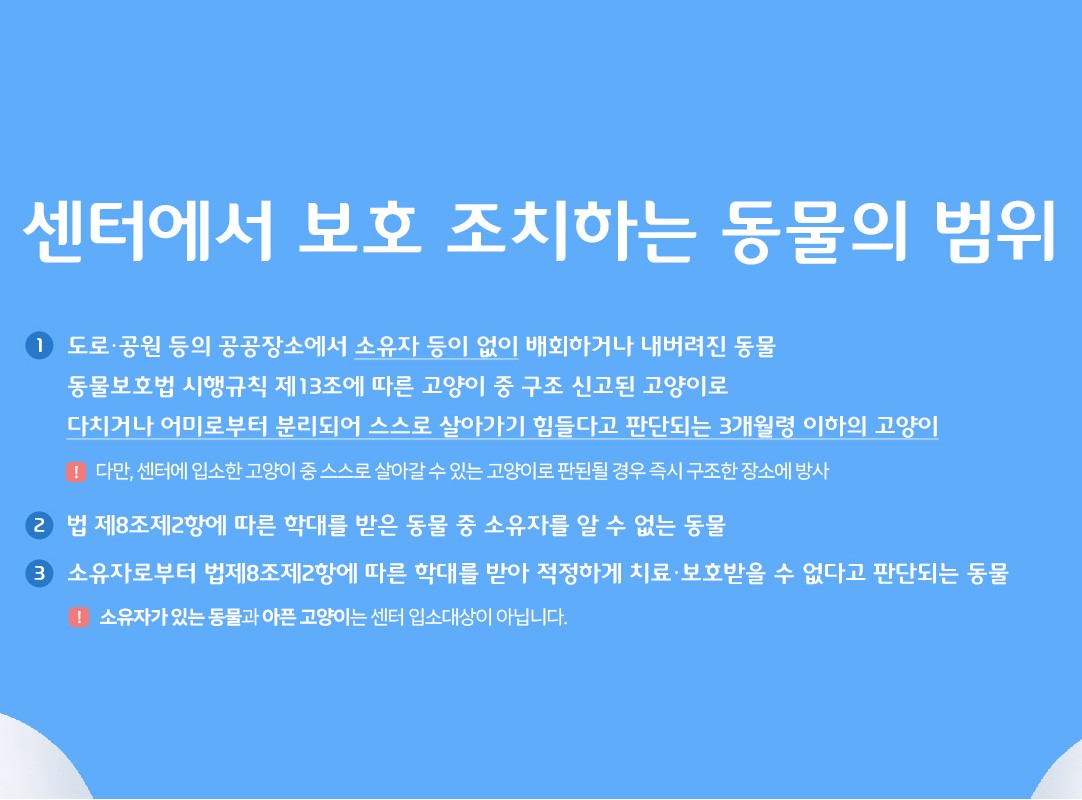 센터에서 보호 조치하는 동물의 범위
1 도로·공원 등의 공공장소에서 소유자 등이 없이 배회하거나 내버려진 동물
동물보호법 시행규칙 제13조에 따른 고양이 중 구조 신고된 고양이로
다치거나 어미로부터 분리되어 스스로 살아가기 힘들다고 판단되는 3개월령 이하의 고양이
! 다만, 센터에 입소한 고양이 중 스스로 살아갈 수 있는 고양이로 판된될 경우 즉시 구조한 장소에 방사
2 법 제8조제2항에 따른 학대를 받은 동물 중 소유자를 알 수 없는 동물
3 소유자로부터 법제8조제2항에 따른 학대를 받아 적정하게 치료·보호받을 수 없다고 판단되는 동물
! 소유자가 있는 동물과 아픈 고양이는 센터 입소대상이 아닙니다.